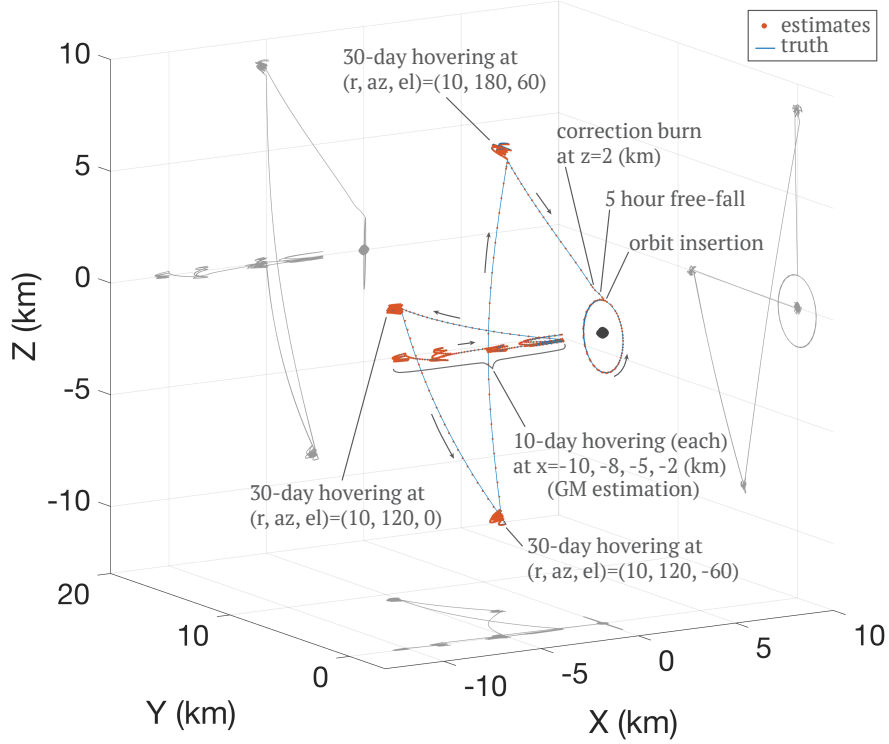 estimates
truth
30-day hovering at
(r, az, el)=(10, 180, 60)
correction burn
at z=2 (km)
5 hour free-fall
orbit insertion
10-day hovering (each)
at x=-10, -8, -5, -2 (km)
(GM estimation)
30-day hovering at
(r, az, el)=(10, 120, 0)
30-day hovering at
(r, az, el)=(10, 120, -60)
10
5
0
-5
-10
Z (km)
20
10
0
Y (km)
-10
-5
0
5
10
X (km)